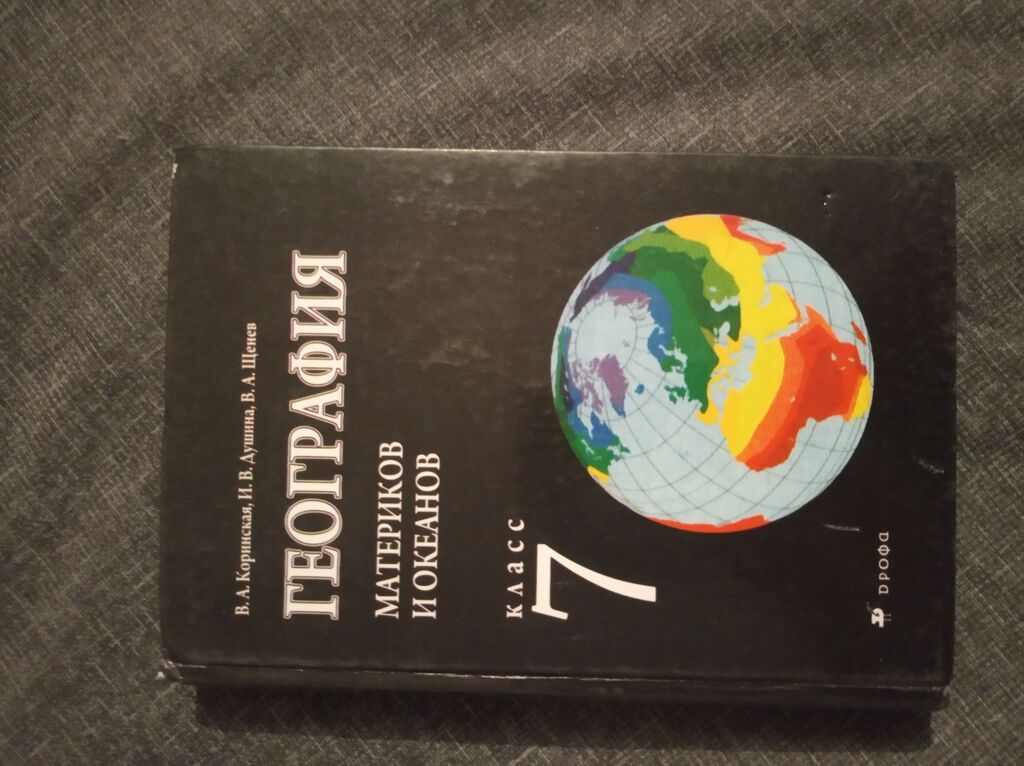 В. А. Коринская, И. В. Душина, В. А. Щенев
ГЕОГРАФИЯ
МАТЕРИКОВ
И ОКЕАНОВ
класс
7
дрофа